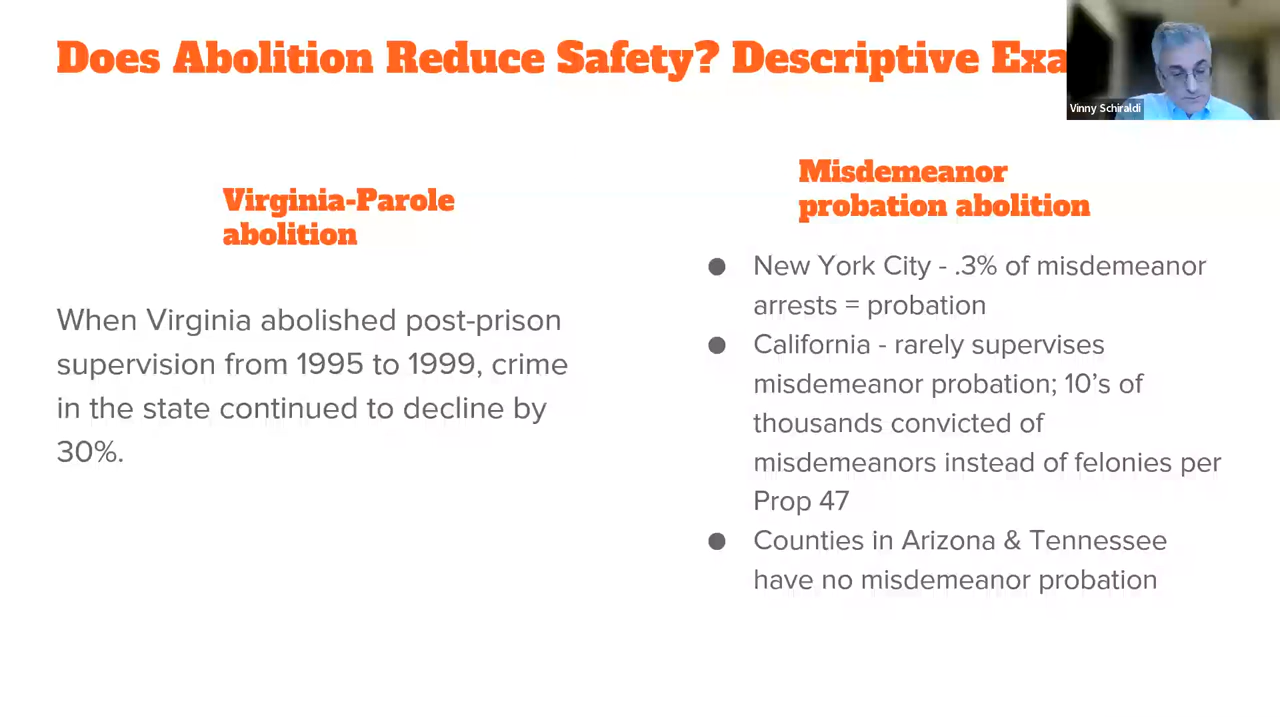 Does Abolition Reduce Safety? Descriptive Exa
Vinny Schiraldi
Virginia-Parole
abolition
When Virginia abolished post-prison
supervision from 1995 to 1999, crime
in the state continued to decline by
30%.
Misdemeanor
probation abolition
● New York City - .3% of misdemeanor
arrests = probation
● California - rarely supervises
misdemeanor probation; 10’s of
thousands convicted of
misdemeanors instead of felonies per
Prop 47
● Counties in Arizona & Tennessee
have no misdemeanor probation